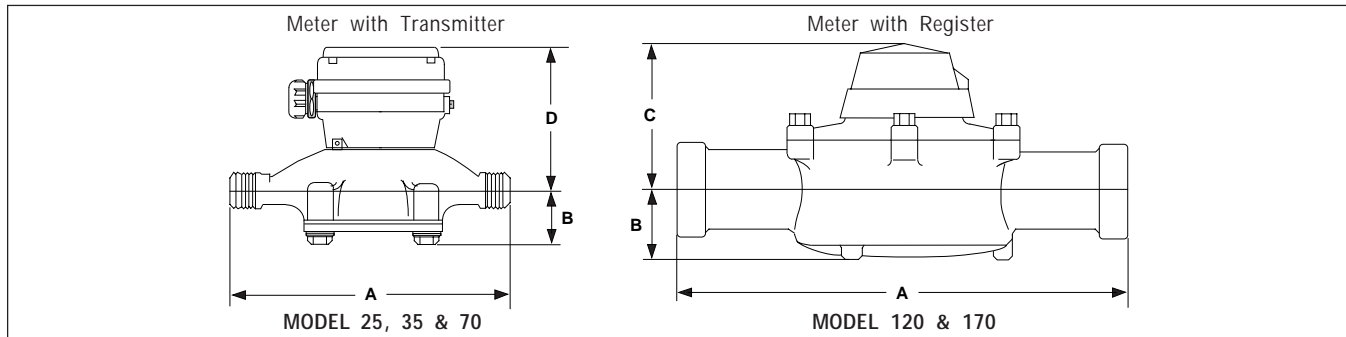 Meter with Transmitter
Meter with Register
D
B
A
MODEL 25, 35 & 70
C
B
A
MODEL 120 & 170